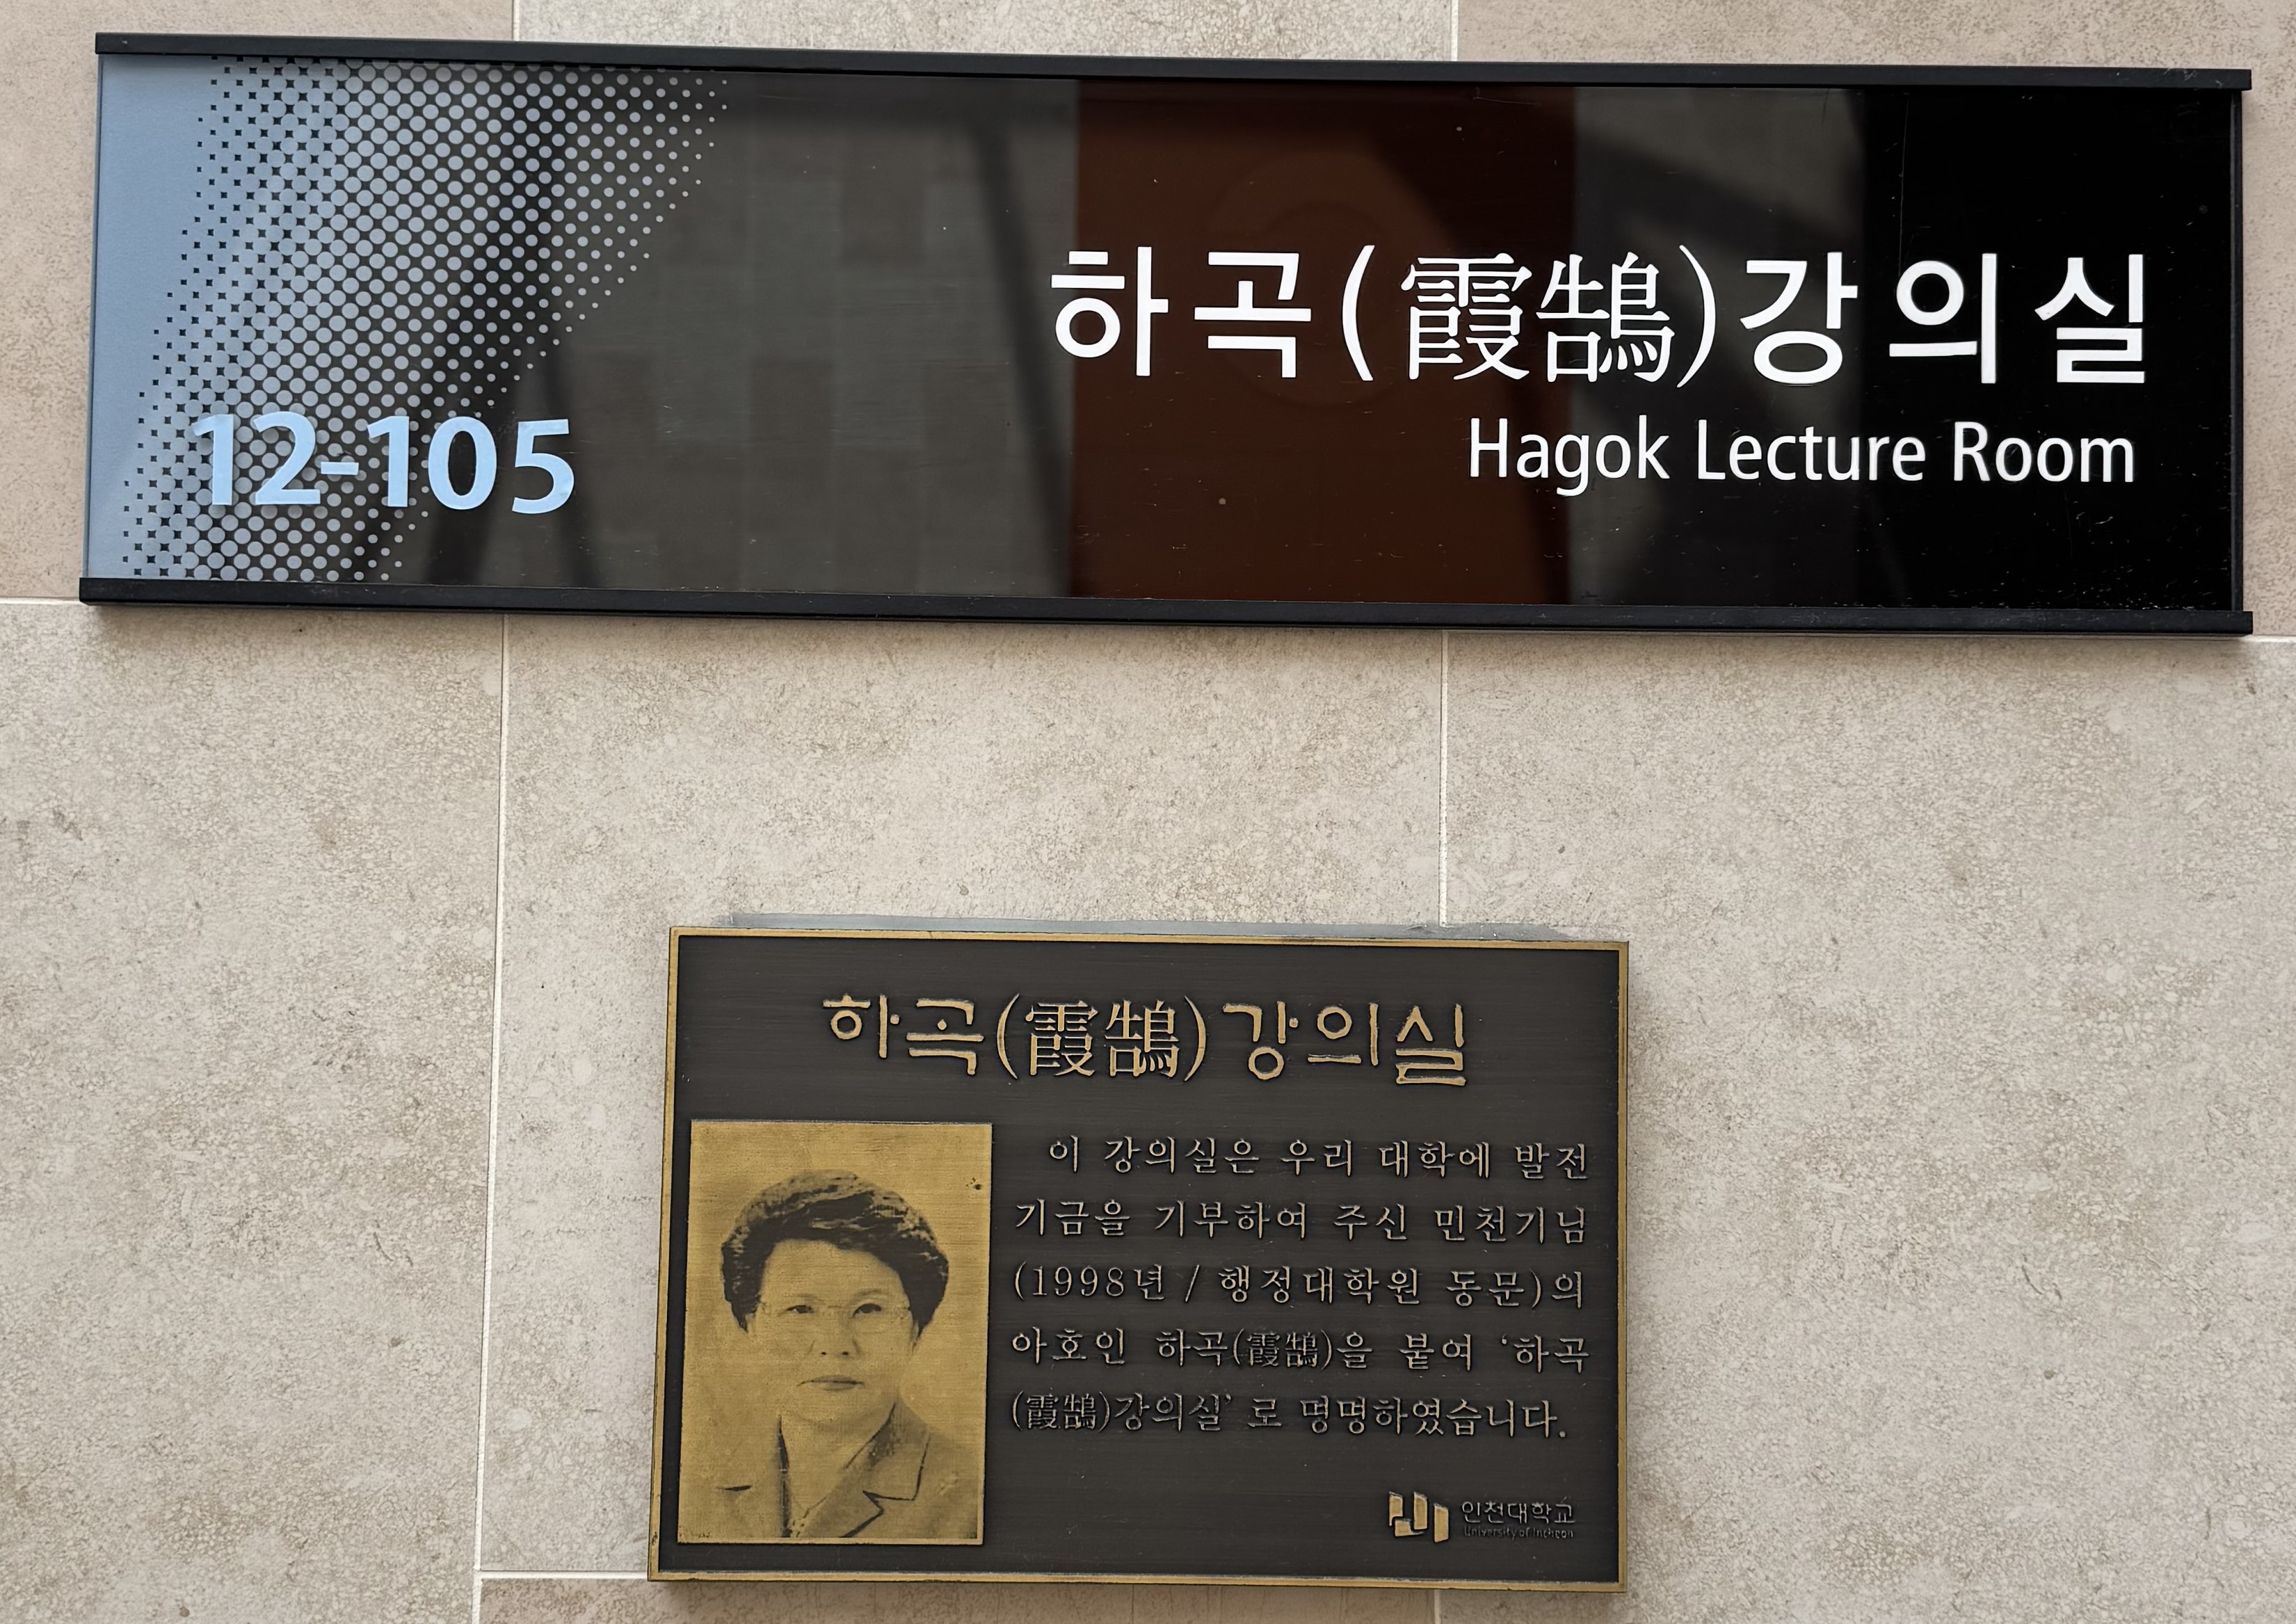 하곡(霞鵠)강의실
Hagok Lecture Room
12-105
하곡(霞鵠)강의실
이 강의실은 우리 대학에 발전
기금을 기부하여 주신 민천기님
(1998년 / 행정대학원 동문)의
아호인 하곡(霞鵠)을 붙여 ‘하곡
(霞鵠)강의실’ 로 명명하였습니다.
인천대학교
University of Incheon